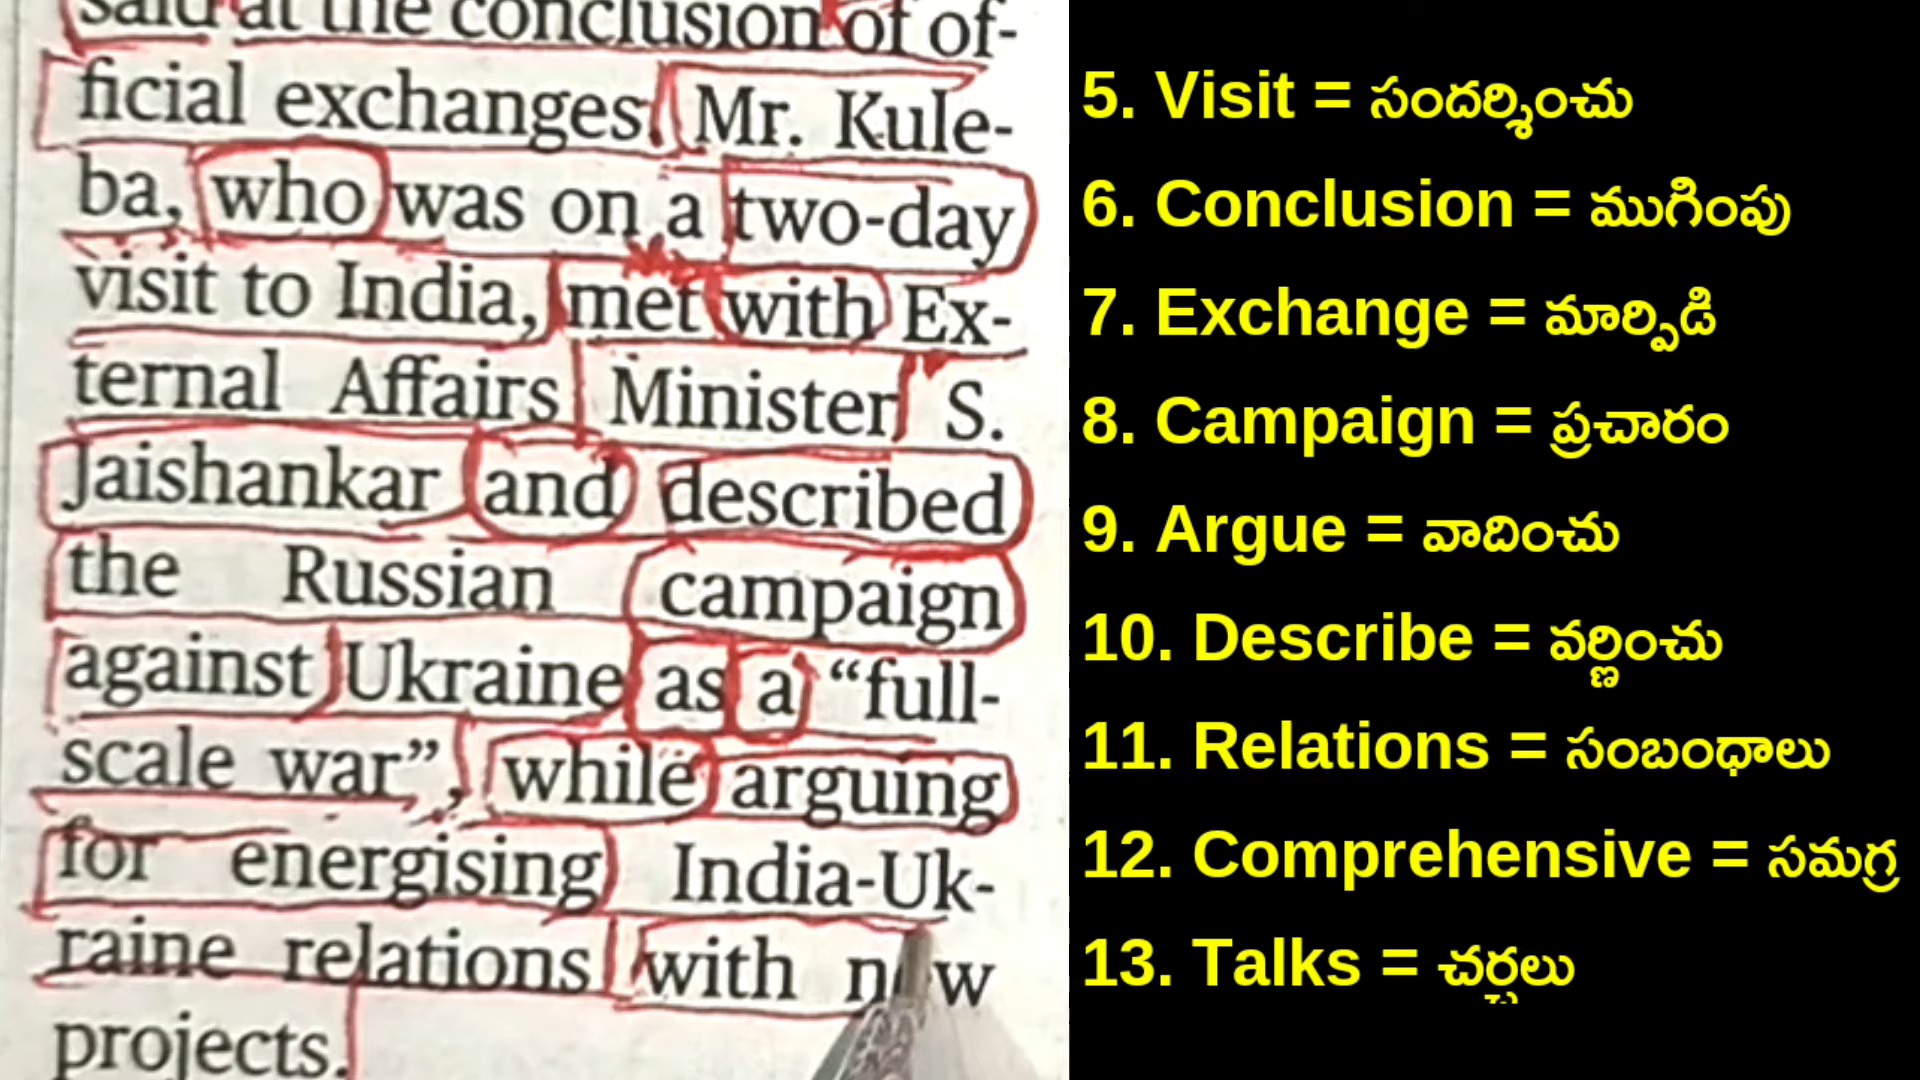 said at the conclusion of of-
ficial exchanges. Mr. Kule-
ba, who was on a two-day
visit to India, met with Ex-
ternal Affairs Minister S.
Jaishankar and described
the Russian campaign
against Ukraine as a “full-
scale war”, while arguing
for energising India-Uk-
raine relations with new
projects.
5. Visit = సందర్శించు
6. Conclusion = ముగింపు
7. Exchange = మార్పిడి
8. Campaign = ప్రచారం
9. Argue = వాదించు
10. Describe = వర్ణించు
11. Relations = సంబంధాలు
12. Comprehensive = సమగ్ర
13. Talks = చర్చలు